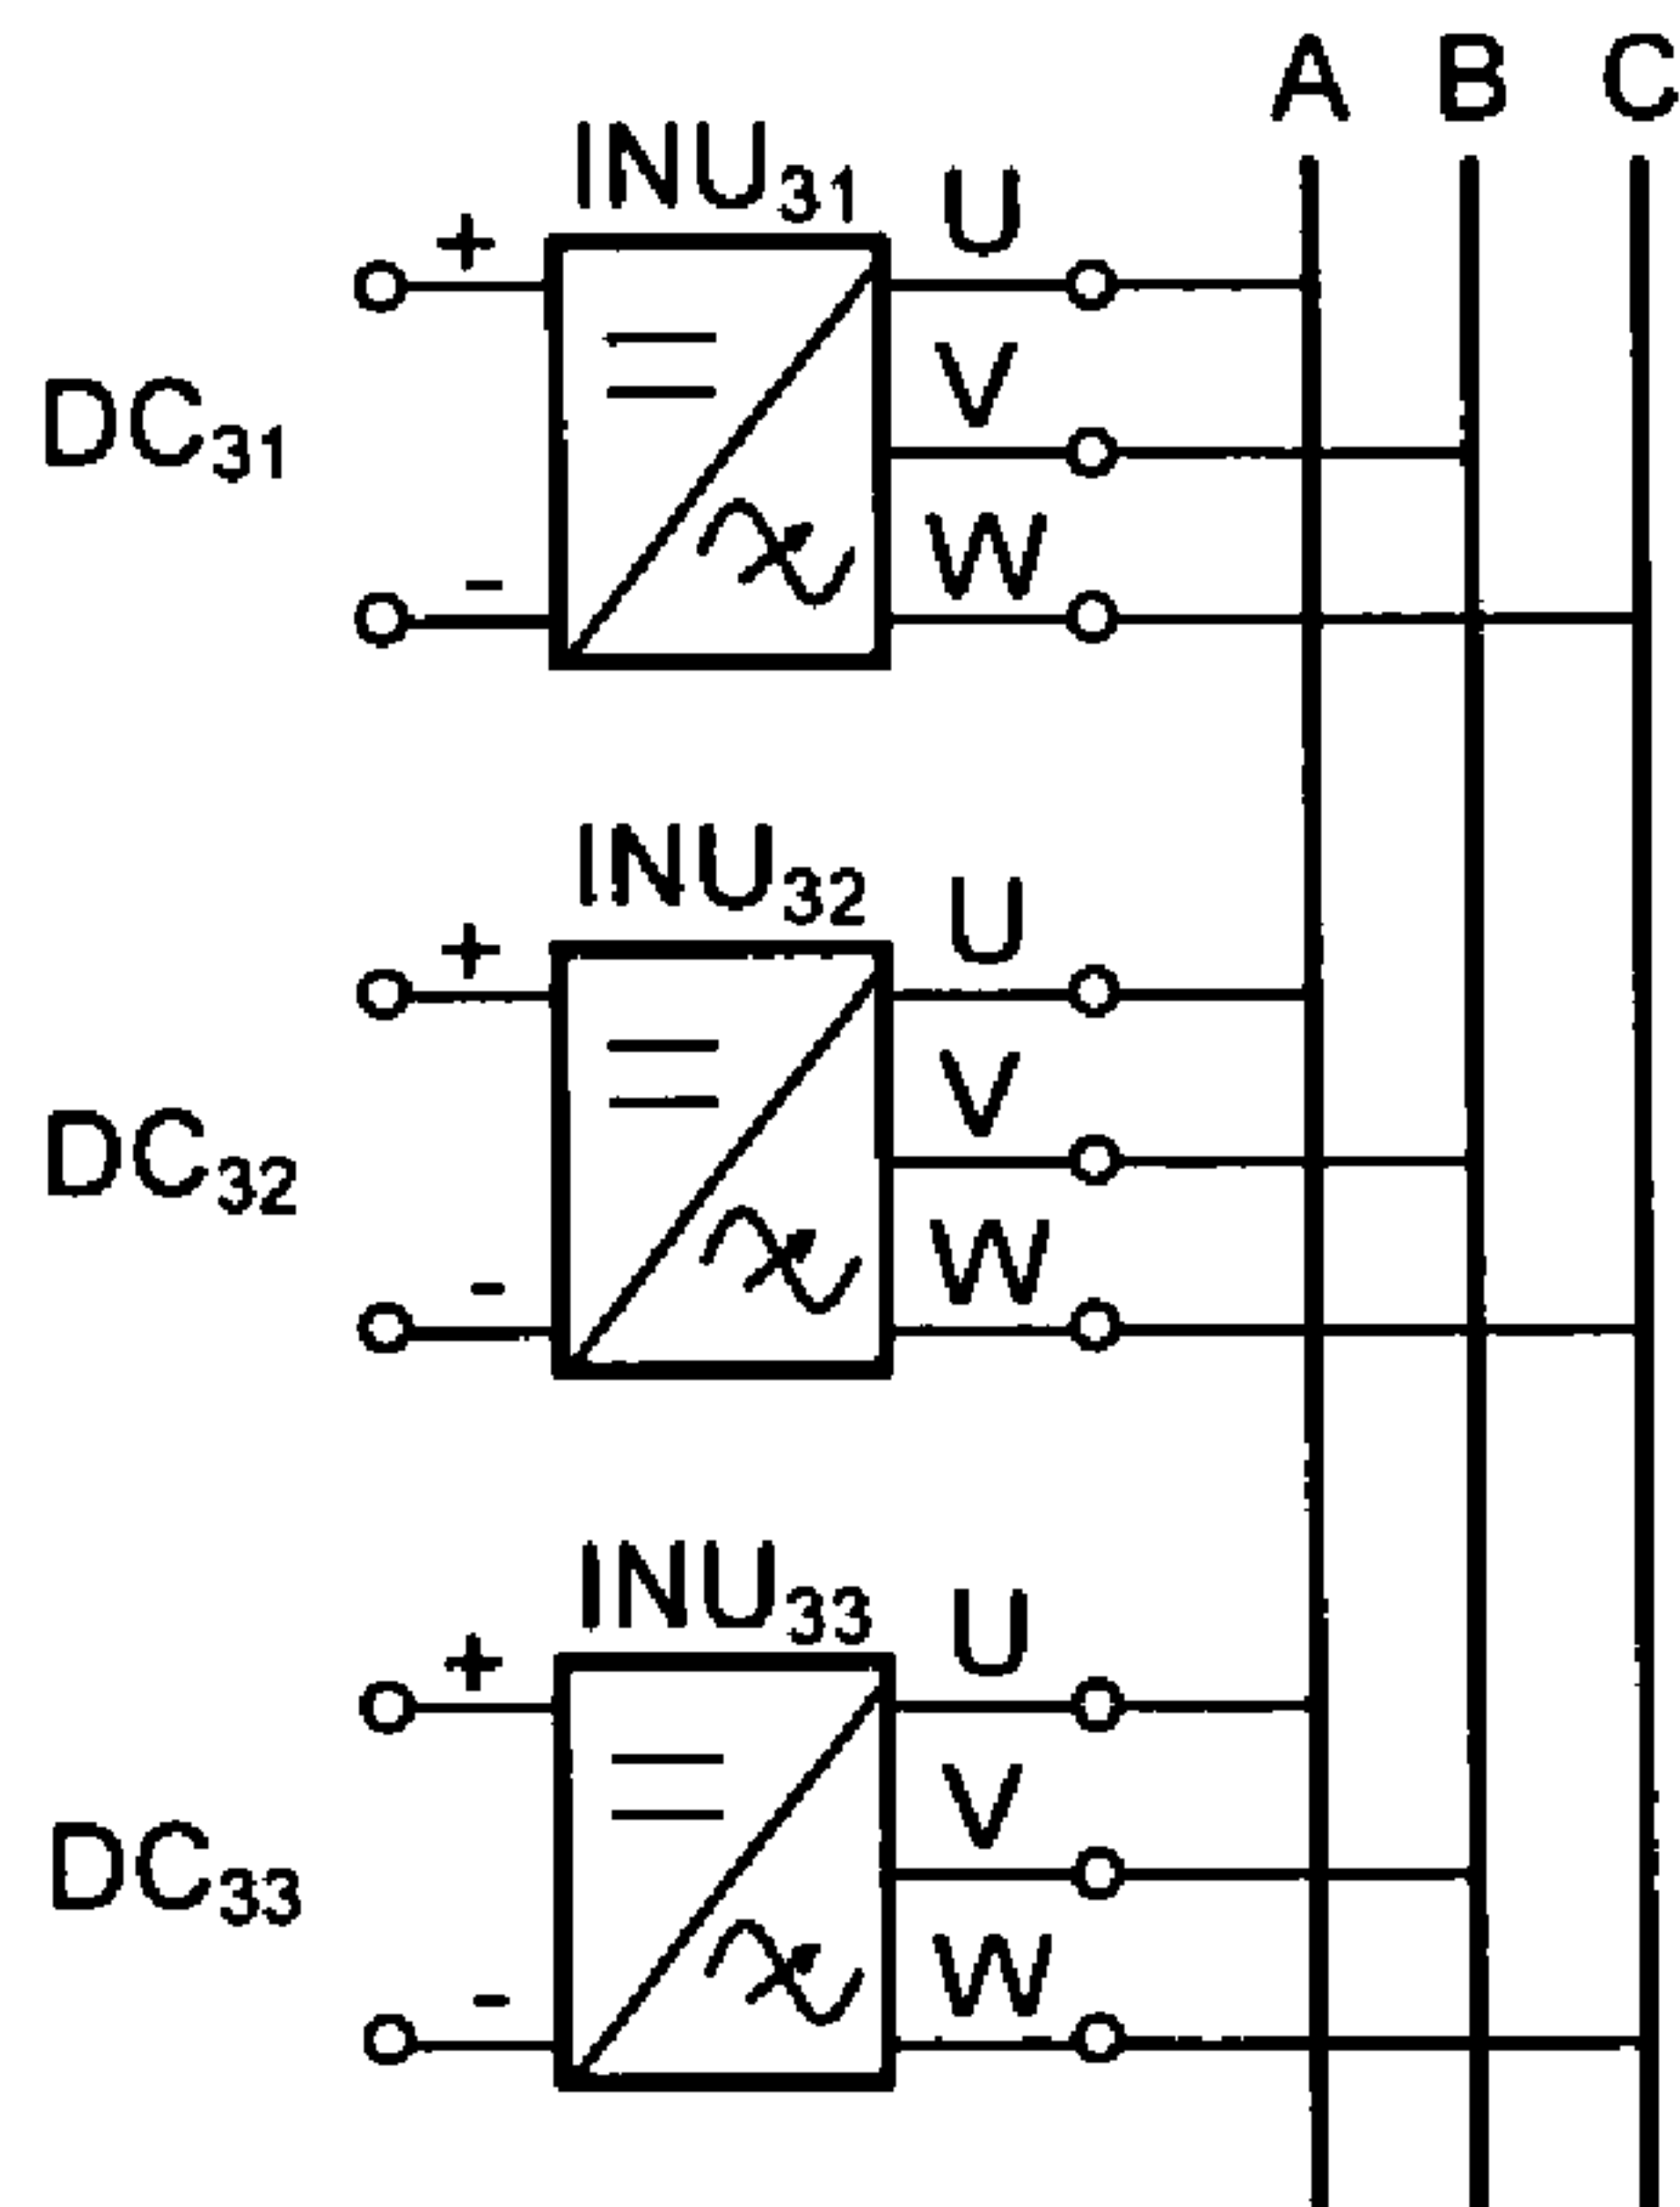 A B C
INU31
U
+
V
DC31
W
-
INU32
U
+
V
DC32
W
-
INU33
U
+
V
DC33
W
-